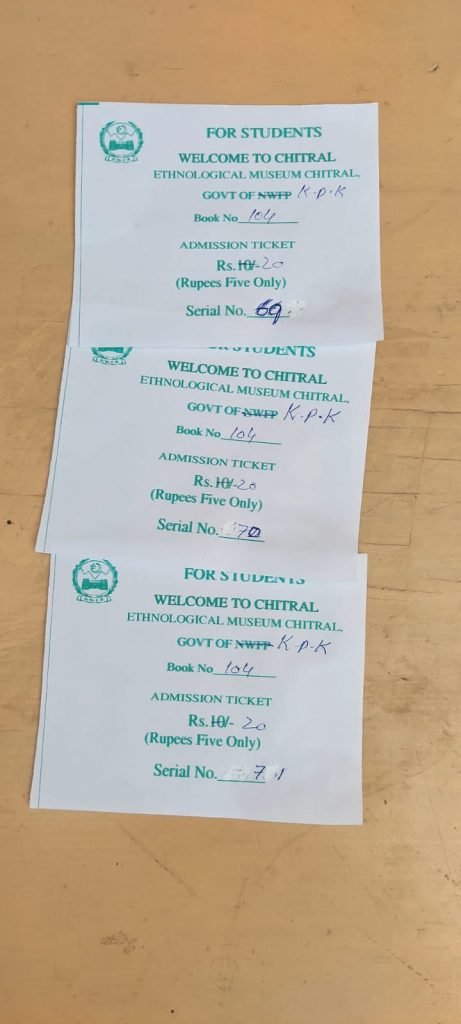 FOR STUDENTS
WELCOME TO CHITRAL
ETHNOLOGICAL MUSEUM CHITRAL,
GOVT OF NWFP K.P.K
Book No 104
ADMISSION TICKET
Rs.10/- 20
(Rupees Five Only)
Serial No. 69
FOR STUDENTS
WELCOME TO CHITRAL
ETHNOLOGICAL MUSEUM CHITRAL,
GOVT OF NWFP K.P.K
Book No 104
ADMISSION TICKET
Rs.10/- 20
(Rupees Five Only)
Serial No. 70
FOR STUDENTS
WELCOME TO CHITRAL
ETHNOLOGICAL MUSEUM CHITRAL,
GOVT OF NWFP K.P.K
Book No 104
ADMISSION TICKET
Rs.10/- 20
(Rupees Five Only)
Serial No. 71